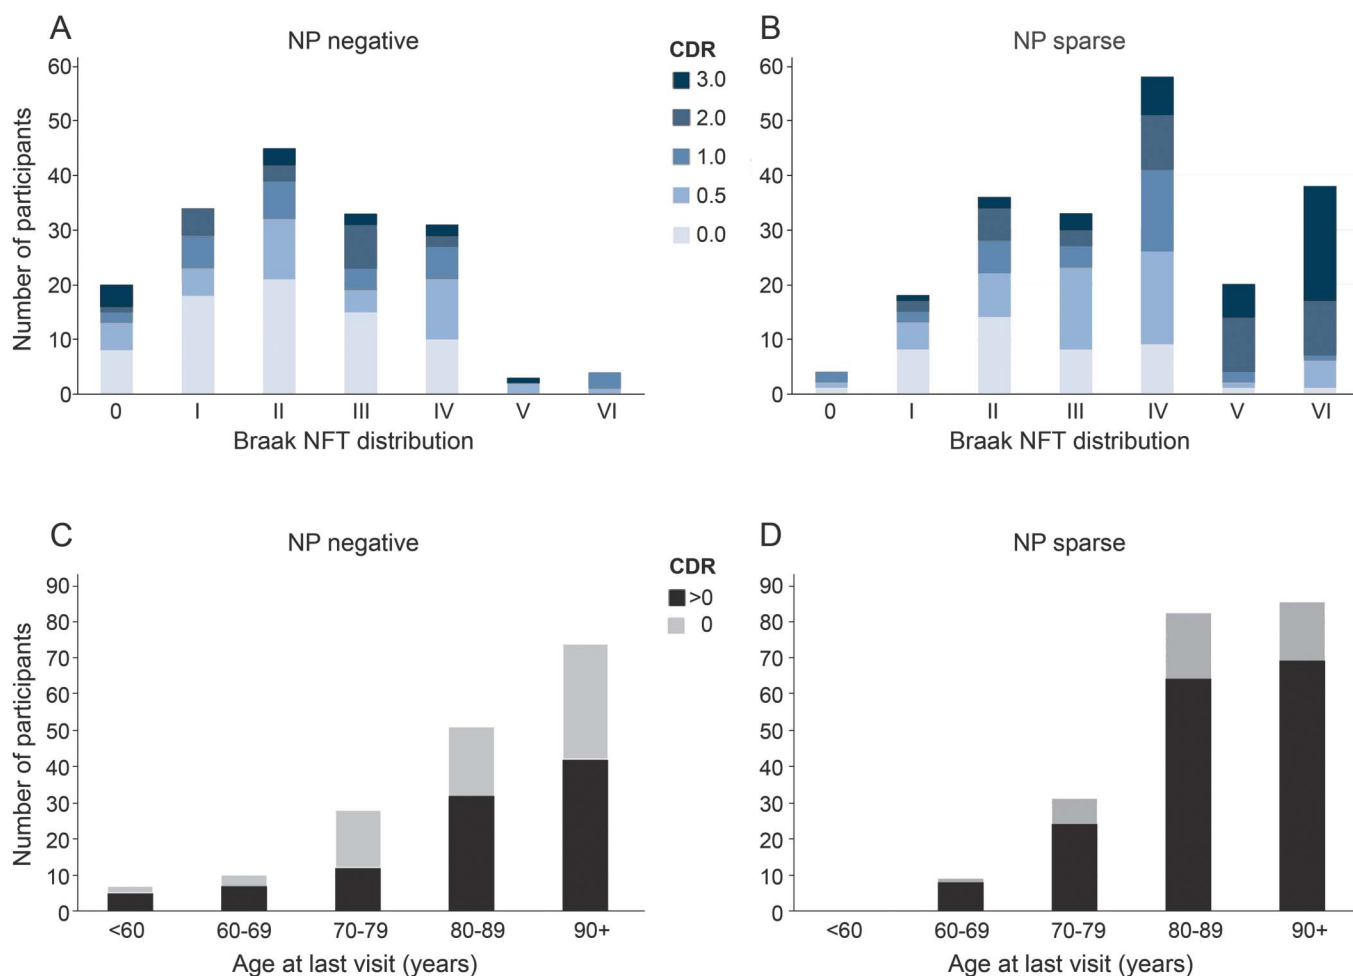 A
NP negative
Number of participants
60
50
40
30
20
10
0
0 I II III IV V VI
Braak NFT distribution
CDR
3.0
2.0
1.0
0.5
0.0
B
NP sparse
60
50
40
30
20
10
0
0 I II III IV V VI
Braak NFT distribution
C
NP negative
Number of participants
90
80
70
60
50
40
30
20
10
0
<60 60-69 70-79 80-89 90+
Age at last visit (years)
CDR
>0
0
D
NP sparse
90
80
70
60
50
40
30
20
10
0
<60 60-69 70-79 80-89 90+
Age at last visit (years)